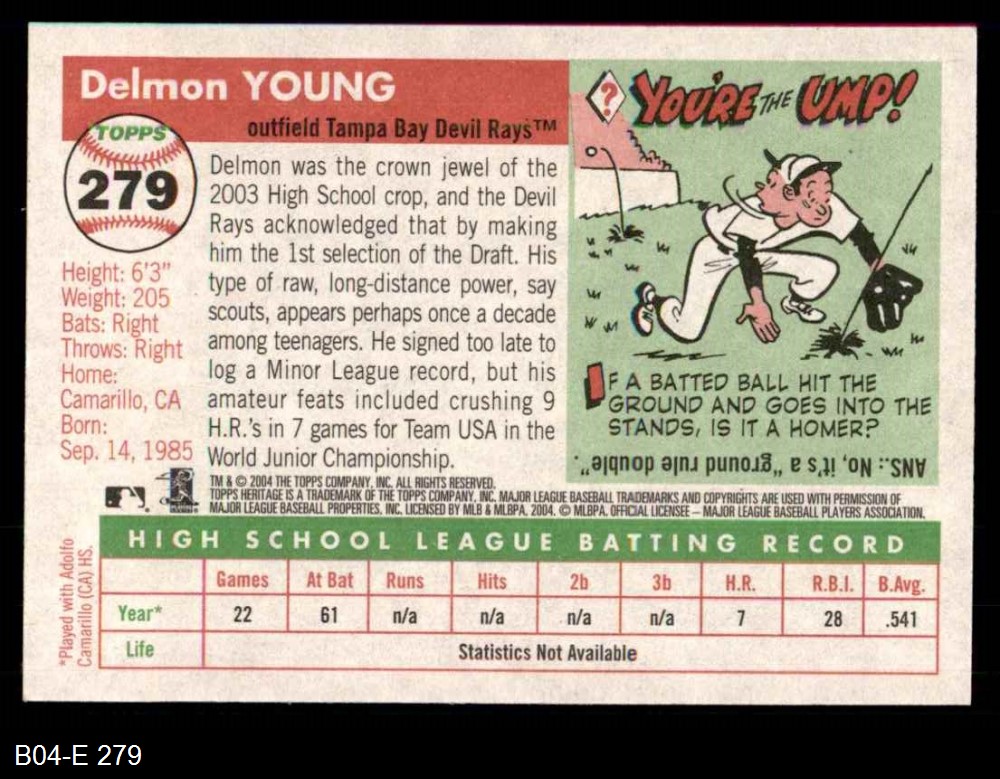 Delmon YOUNG
outfield Tampa Bay Devil Rays™
TOPPS
279
Height: 6'3"
Weight: 205
Bats: Right
Throws: Right
Home:
Camarillo, CA
Born:
Sep. 14, 1985
Delmon was the crown jewel of the
2003 High School crop, and the Devil
Rays acknowledged that by making
him the 1st selection of the Draft. His
type of raw, long-distance power, say
scouts, appears perhaps once a decade
among teenagers. He signed too late to
log a Minor League record, but his
amateur feats included crushing 9
H.R.'s in 7 games for Team USA in the
World Junior Championship.
? YOU'RE THE UMP!
IF A BATTED BALL HIT THE
GROUND AND GOES INTO THE
STANDS, IS IT A HOMER?
ANS.: No, it's a "ground rule double".
TM & © 2004 THE TOPPS COMPANY, INC. ALL RIGHTS RESERVED.
TOPPS HERITAGE IS A TRADEMARK OF THE TOPPS COMPANY, INC. MAJOR LEAGUE BASEBALL TRADEMARKS AND COPYRIGHTS ARE USED WITH PERMISSION OF
MAJOR LEAGUE BASEBALL PROPERTIES, INC. LICENSED BY MLB & MLBPA, 2004. © MLBPA. OFFICIAL LICENSEE – MAJOR LEAGUE BASEBALL PLAYERS ASSOCIATION.
HIGH SCHOOL LEAGUE BATTING RECORD
Games At Bat Runs Hits 2b 3b H.R. R.B.I. B.Avg.
Year* 22 61 n/a n/a n/a n/a 7 28 .541
Life Statistics Not Available
*Played with Adolfo
Camarillo (CA) HS.
B04-E 279